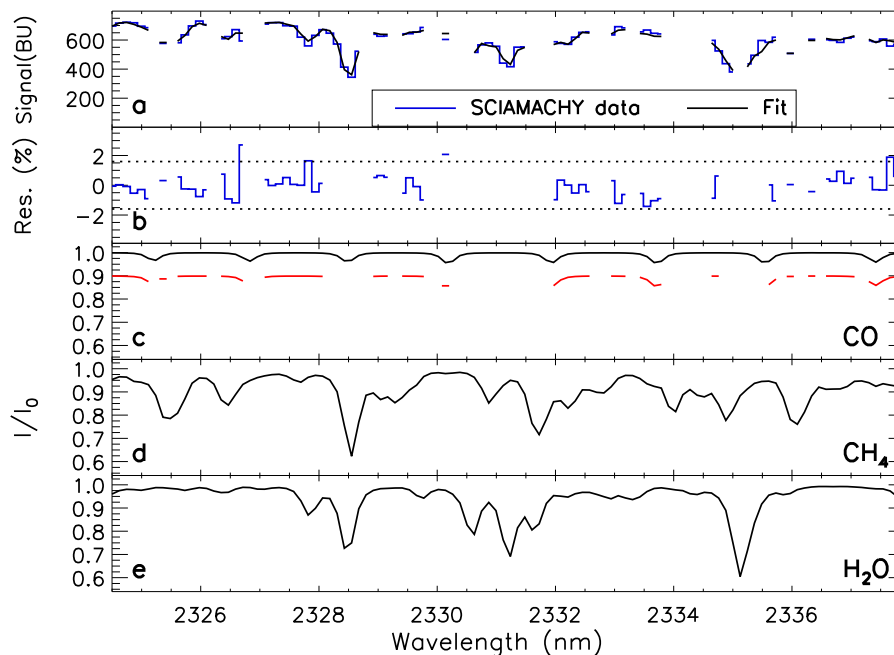 Signal(BU)
600
400
200
a
SCIAMACHY data
Fit
Res. (%)
2
0
-2
b
1.0
0.9
0.8
0.7
0.6
c
CO
I/I0
1.0
0.9
0.8
0.7
0.6
d
CH4
1.0
0.9
0.8
0.7
0.6
e
H2O
2326
2328
2330
2332
2334
2336
Wavelength (nm)